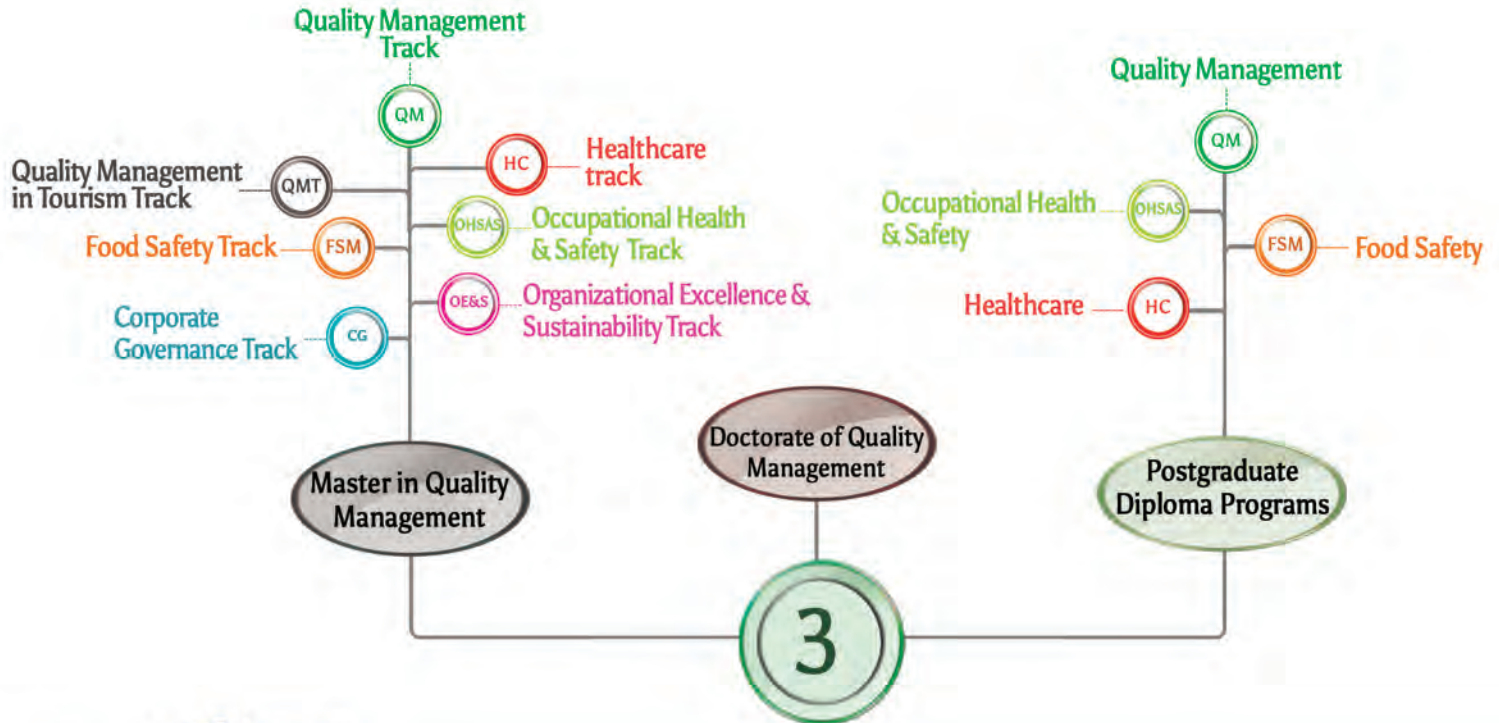 Quality Management
Track
QM
HC
Healthcare
track
Quality Management
in Tourism Track
QMT
OHSAS
Occupational Health
& Safety Track
Food Safety Track
FSM
OE&S
Organizational Excellence &
Sustainability Track
Corporate
Governance Track
CG
Master in Quality
Management
Doctorate of Quality
Management
Quality Management
QM
Occupational Health
& Safety
OHSAS
FSM
Food Safety
Healthcare
HC
Postgraduate
Diploma Programs
3